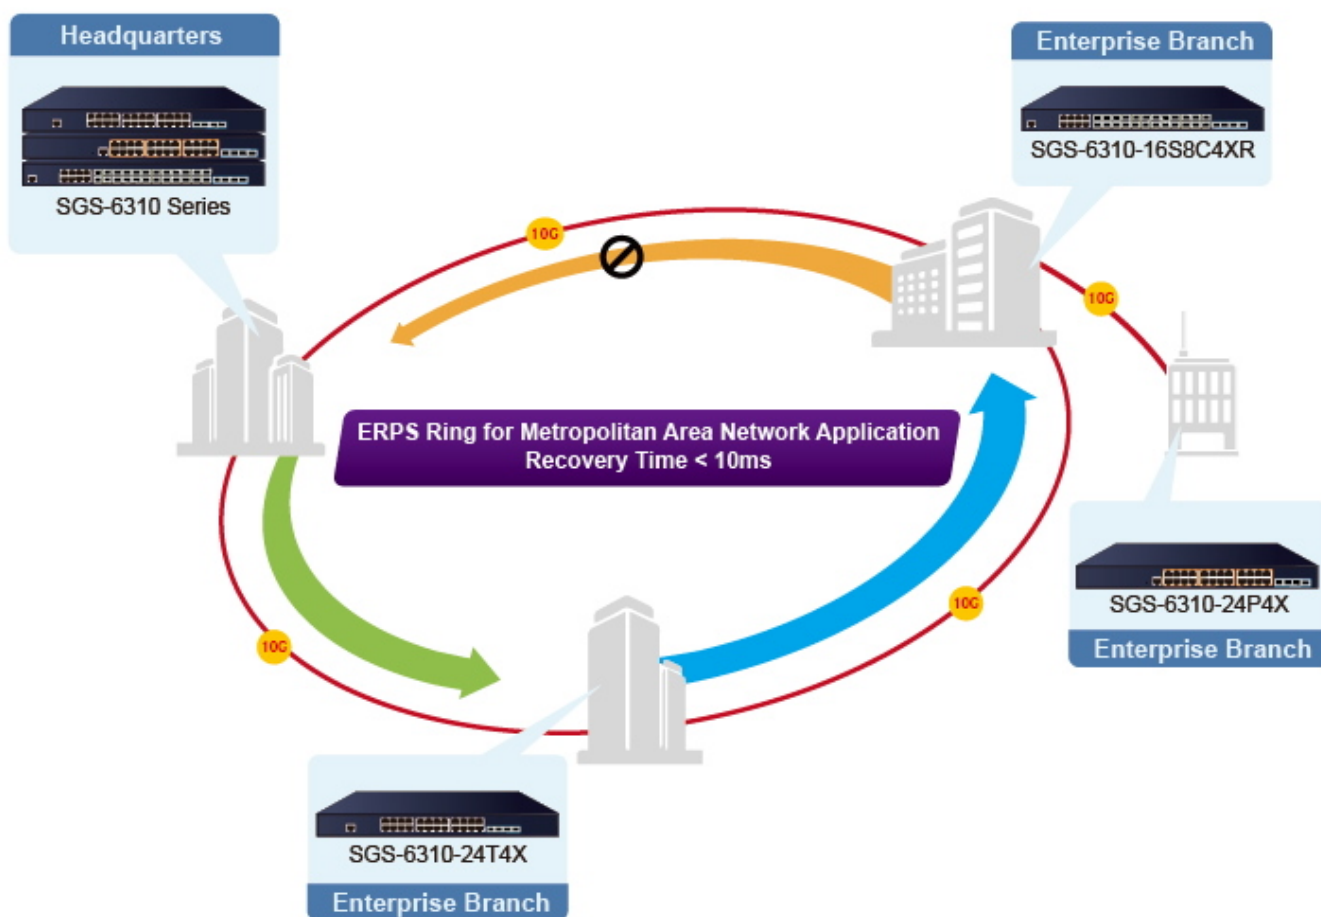 Headquarters
SGS-6310 Series
Enterprise Branch
SGS-6310-16S8C4XR
10G
10G
ERPS Ring for Metropolitan Area Network Application
Recovery Time < 10ms
10G
10G
SGS-6310-24P4X
Enterprise Branch
SGS-6310-24T4X
Enterprise Branch